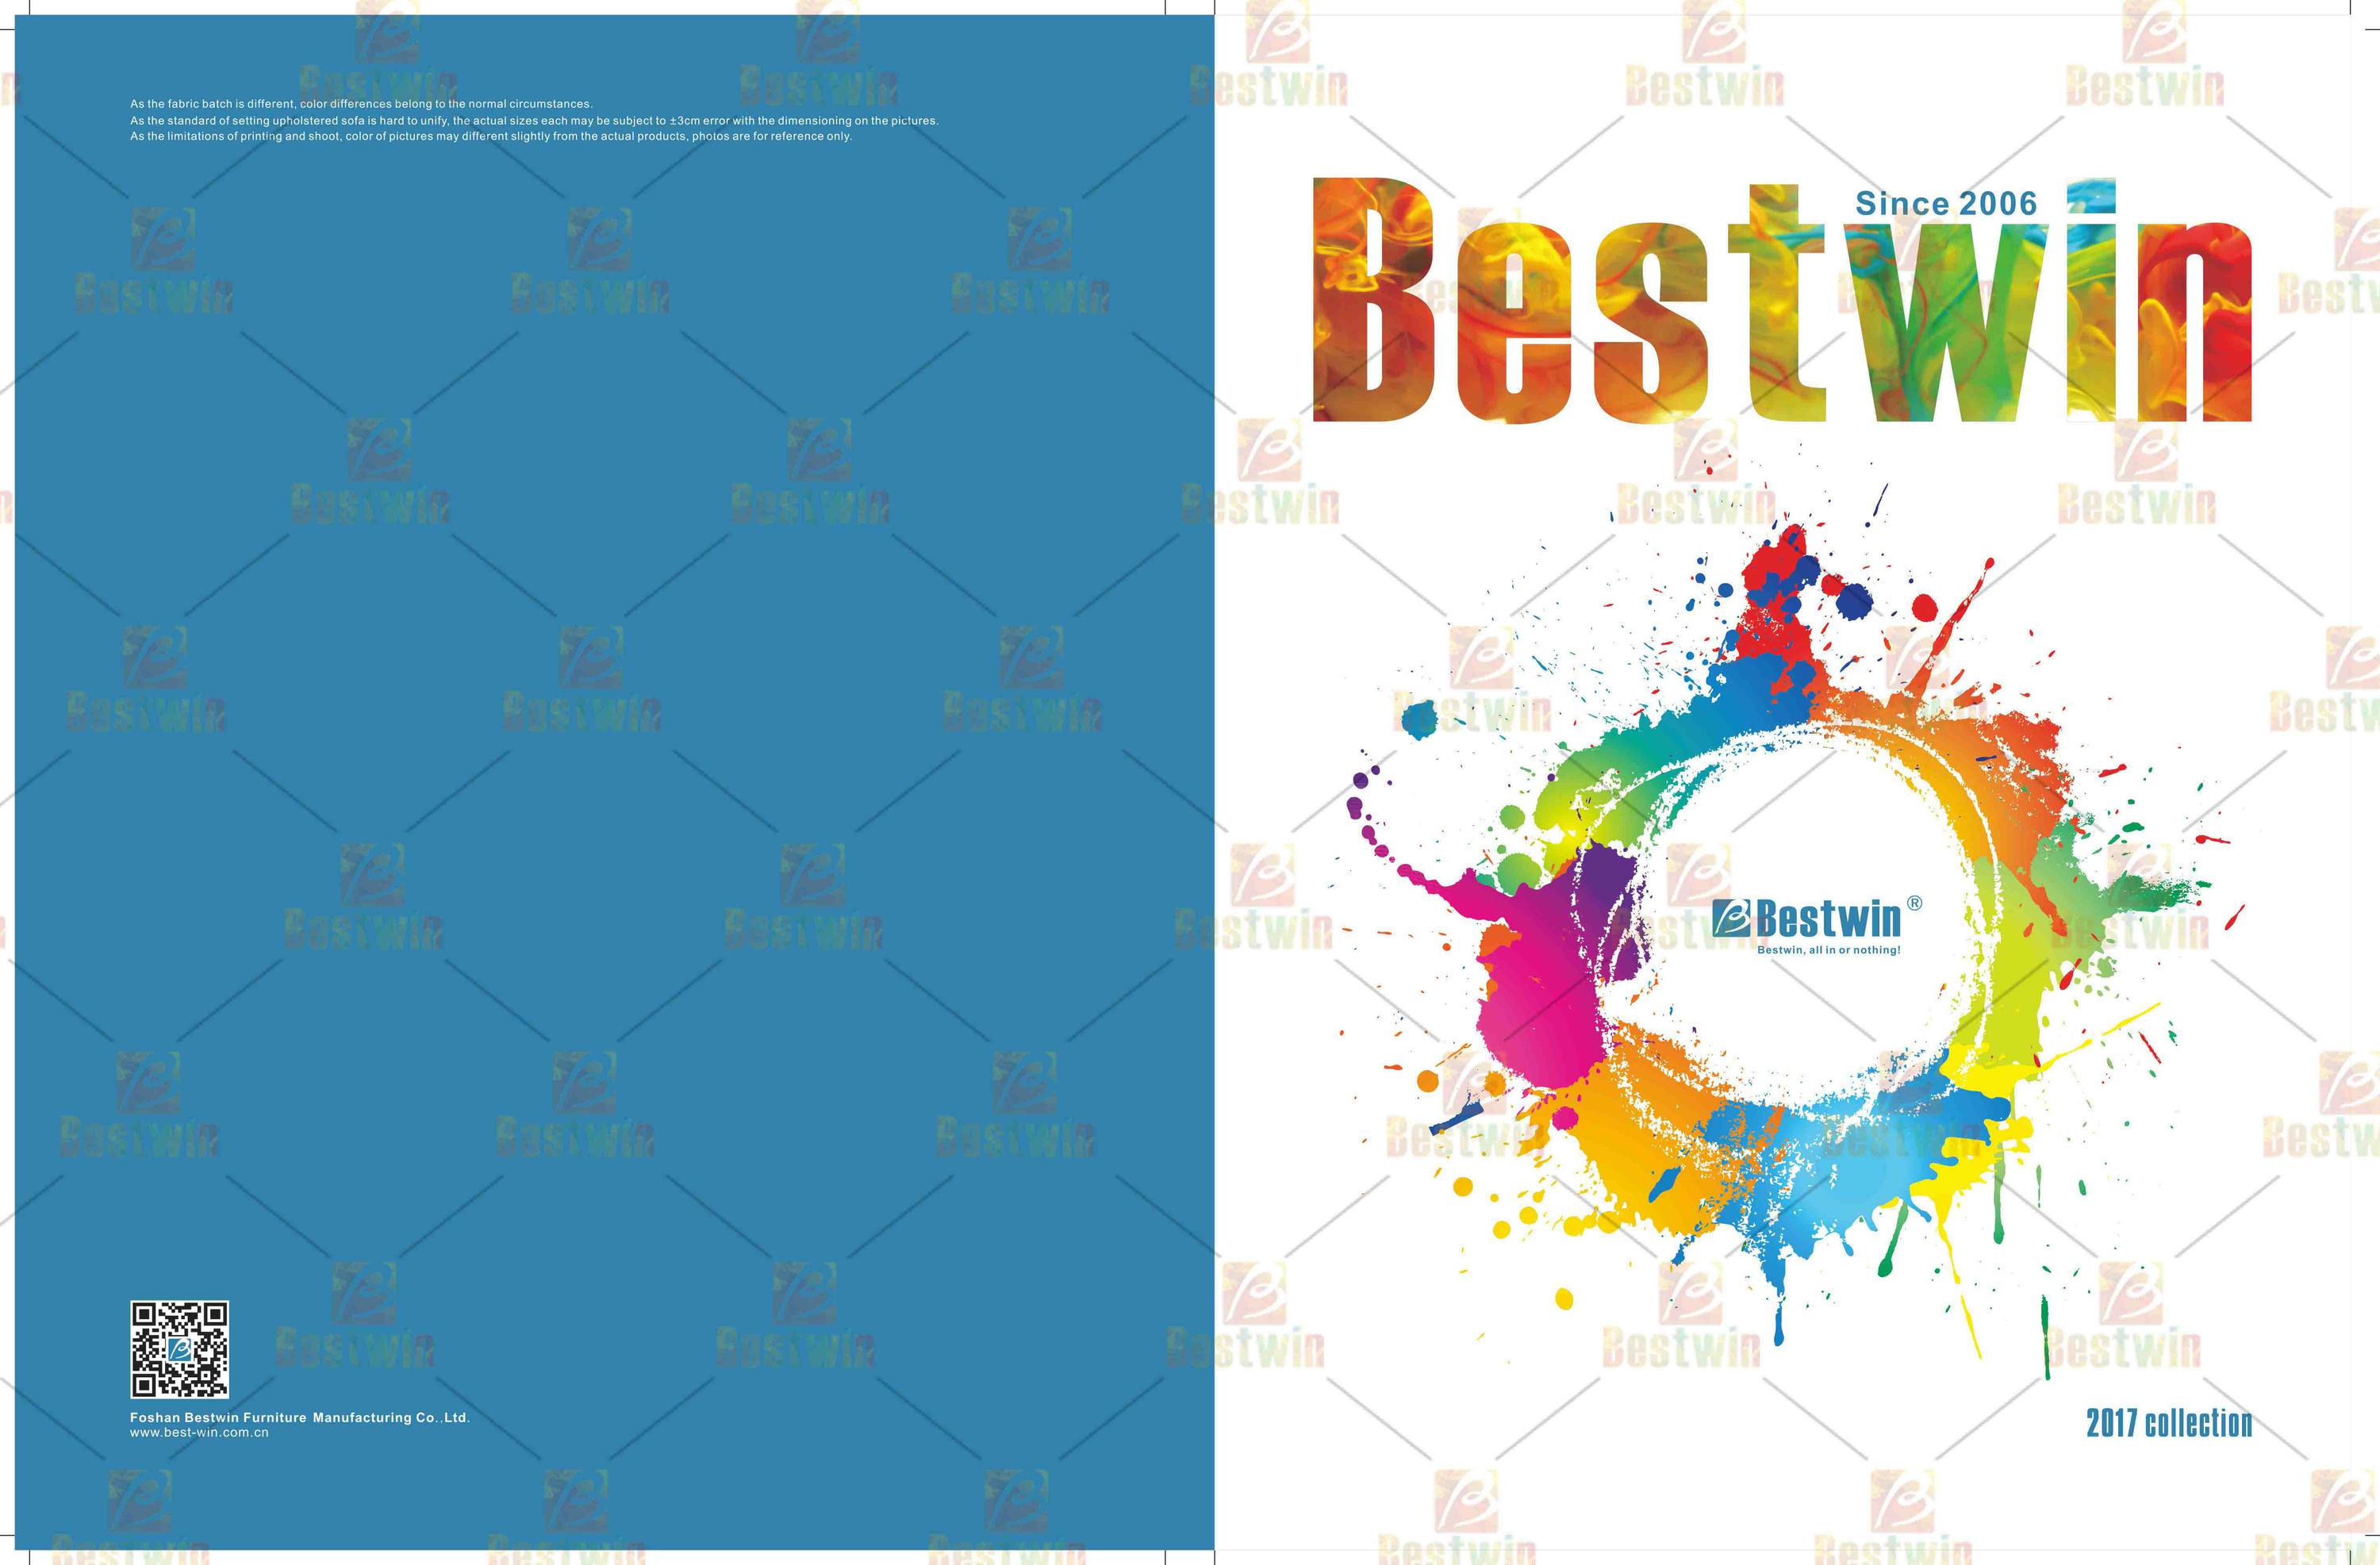 As the fabric batch is different, color differences belong to the normal circumstances.
As the standard of setting upholstered sofa is hard to unify, the actual sizes each may be subject to ±3cm error with the dimensioning on the pictures.
As the limitations of printing and shoot, color of pictures may different slightly from the actual products, photos are for reference only.
Foshan Bestwin Furniture Manufacturing Co.,Ltd.
www.best-win.com.cn
Since 2006
Bestwin
Bestwin®
Bestwin, all in or nothing!
2017 collection